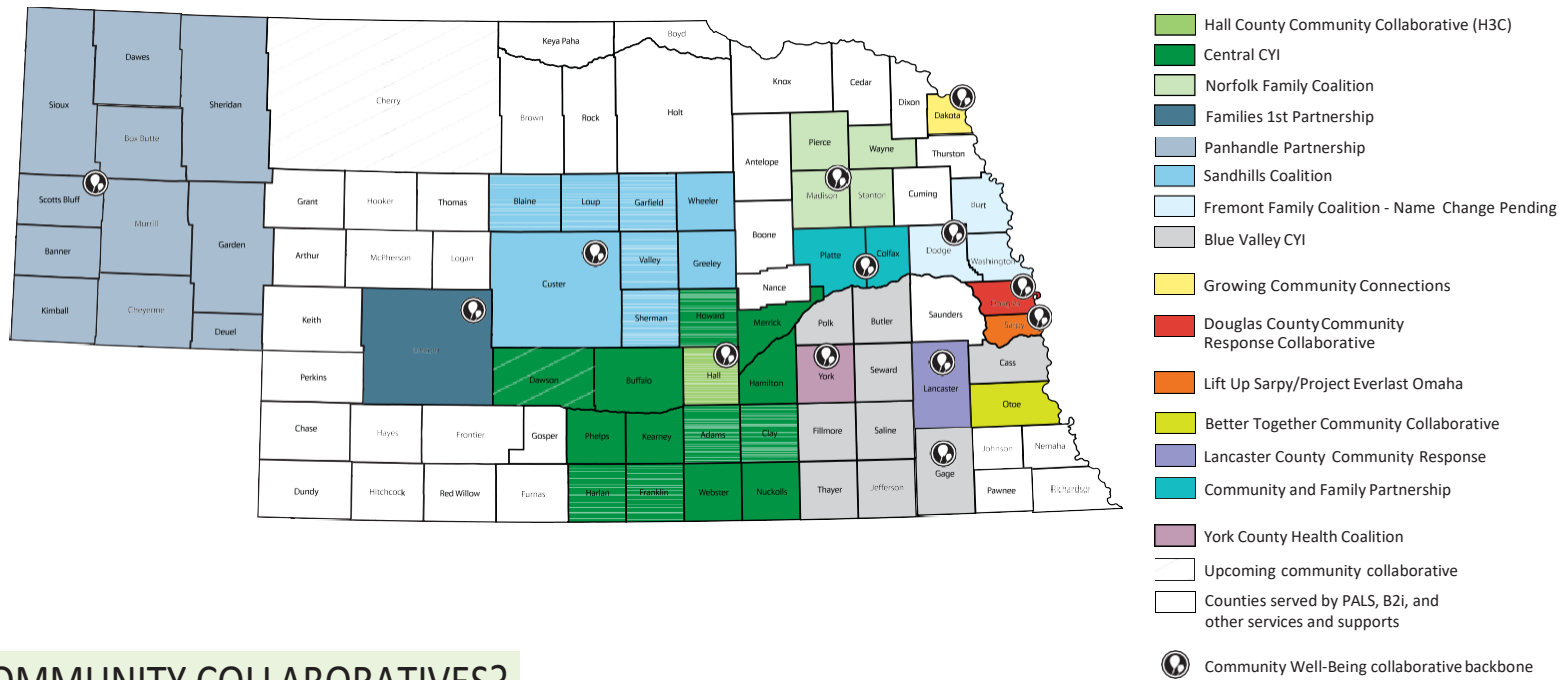 Keya Paha
Boyd
Dawes
Knox
Cedar
Sioux
Sheridan
Cherry
Brown
Rock
Holt
Dixon
Dakota
Box Butte
Pierce
Wayne
Thurston
Antelope
Scotts Bluff
Grant
Hooker
Thomas
Blaine
Loup
Garfield
Wheeler
Madison
Stanton
Cuming
Burt
Morrill
Garden
Boone
Banner
Arthur
McPherson
Logan
Custer
Valley
Greeley
Platte
Colfax
Dodge
Washington
Nance
Kimball
Cheyenne
Deuel
Keith
Sherman
Howard
Merrick
Polk
Butler
Saunders
Sarpy
Perkins
Dawson
Buffalo
Hall
Hamilton
York
Seward
Lancaster
Cass
Otoe
Chase
Hayes
Frontier
Gosper
Phelps
Kearney
Adams
Clay
Fillmore
Saline
Gage
Johnson
Nemaha
Dundy
Hitchcock
Red Willow
Furnas
Harlan
Franklin
Webster
Nuckolls
Thayer
Jefferson
Pawnee
Richardson
Hall County Community Collaborative (H3C)
Central CYI
Norfolk Family Coalition
Families 1st Partnership
Panhandle Partnership
Sandhills Coalition
Fremont Family Coalition - Name Change Pending
Blue Valley CYI
Growing Community Connections
Douglas County Community
Response Collaborative
Lift Up Sarpy/Project Everlast Omaha
Better Together Community Collaborative
Lancaster County Community Response
Community and Family Partnership
York County Health Coalition
Upcoming community collaborative
Counties served by PALS, B2i, and
other services and supports
Community Well-Being collaborative backbone
COLLABORATIVES?